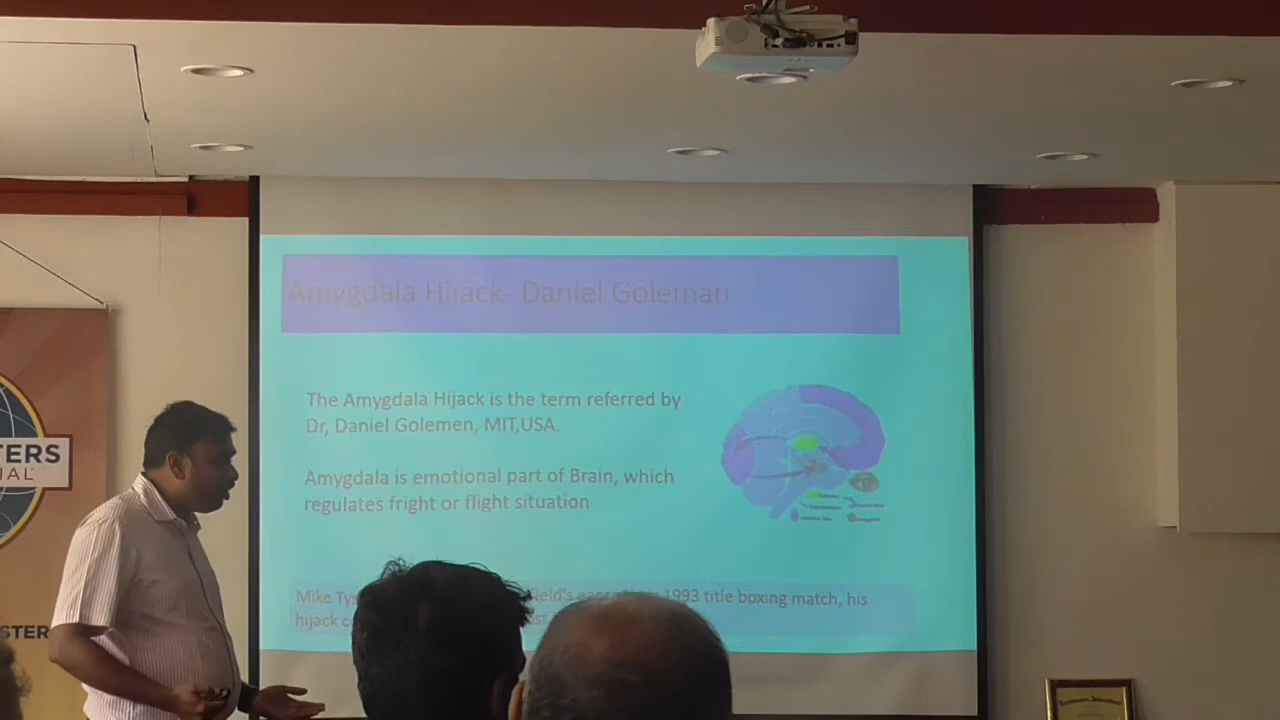 Amygdala Hijack- Daniel Goleman
The Amygdala Hijack is the term referred by
Dr, Daniel Golemen, MIT,USA.
Amygdala is emotional part of Brain, which
regulates fright or flight situation
Mike Ty field's 1993 title boxing match, his
hijack
TERS
IAL
STER